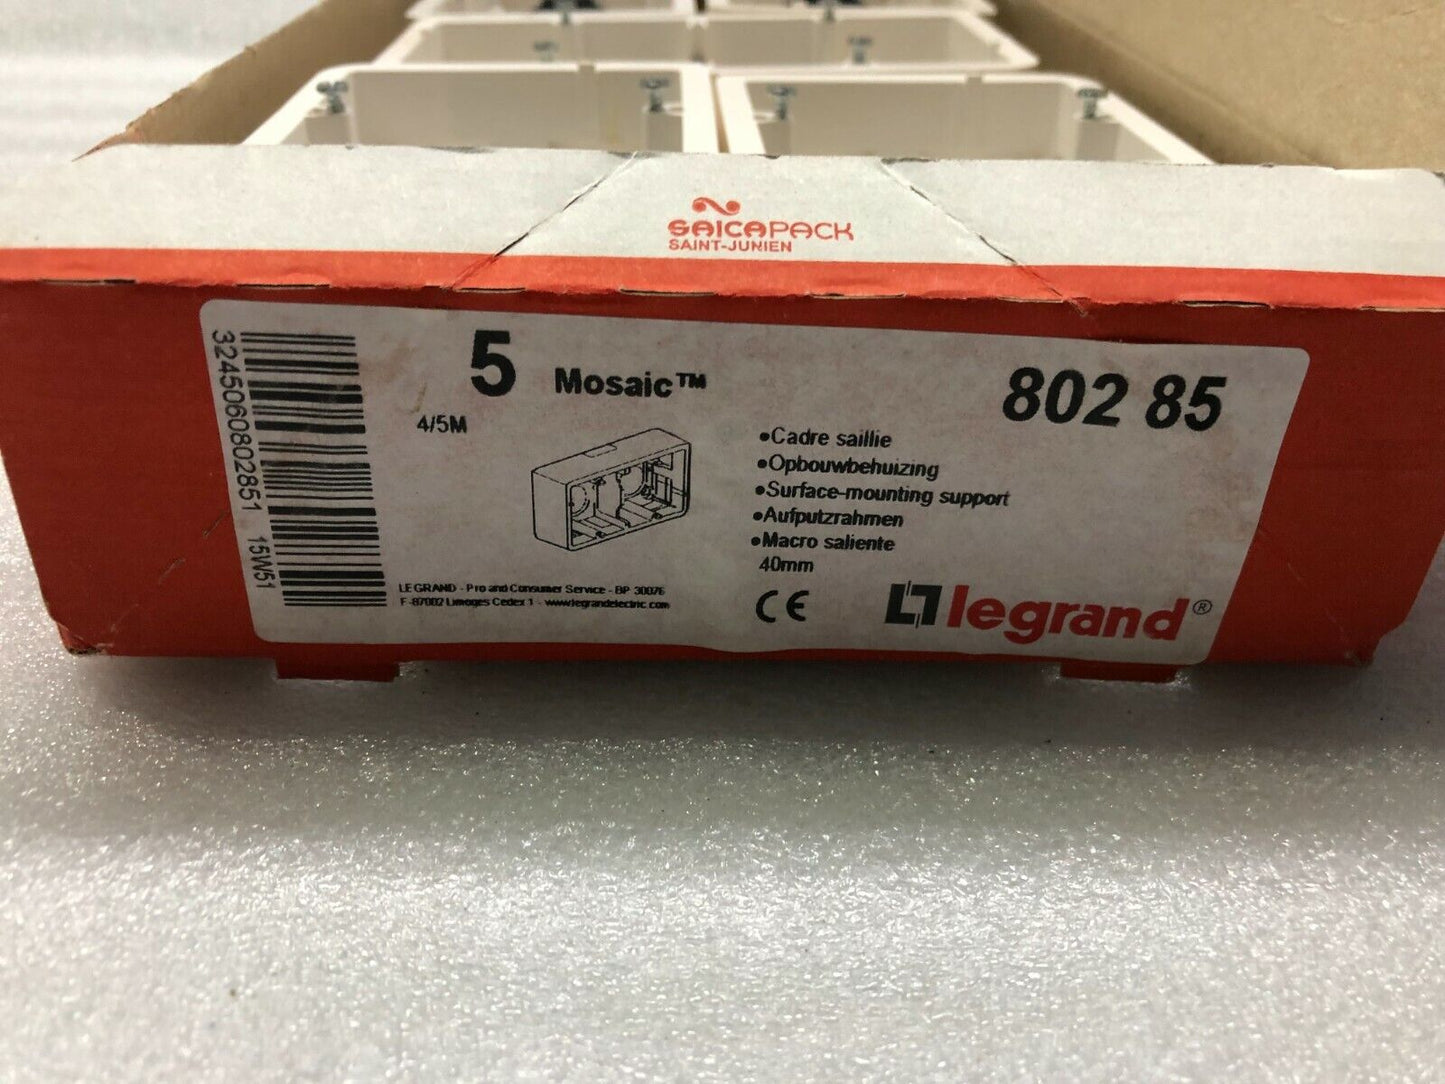 SAICAPACK
SAINT-JUNIEN
3245060802851 15W51
5 Mosaic™
802 85
4/5M
•Cadre saillie
•Opbouwbehuizing
•Surface-mounting support
•Aufputzrahmen
•Macro saliente
40mm
LEGRAND - Pro and Consumer Service - BP 30076
F-87002 Limoges Cedex 1 - www.legrandelectric.com
CE
legrand®